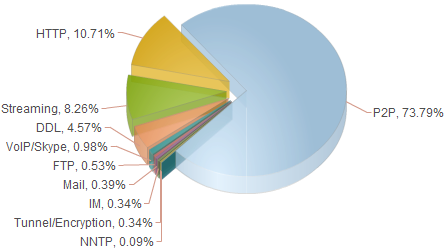 HTTP, 10.71%
Streaming, 8.26%
P2P, 73.79%
DDL, 4.57%
VoIP/Skype, 0.98%
FTP, 0.53%
Mail, 0.39%
IM, 0.34%
Tunnel/Encryption, 0.34%
NNTP, 0.09%